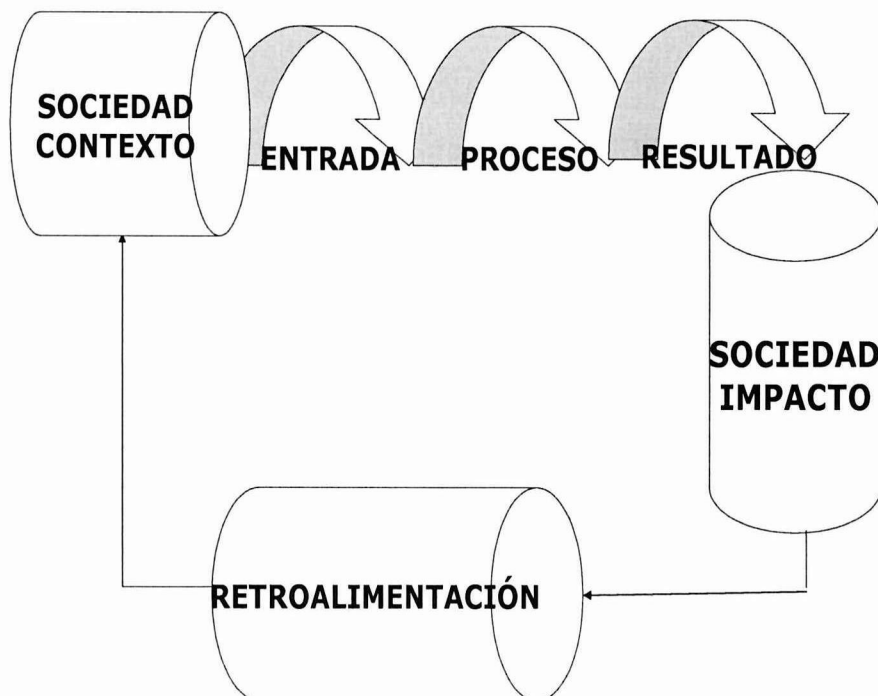 SOCIEDAD
CONTEXTO
ENTRADA
PROCESO
RESULTADO
SOCIEDAD
IMPACTO
RETROALIMENTACIÓN